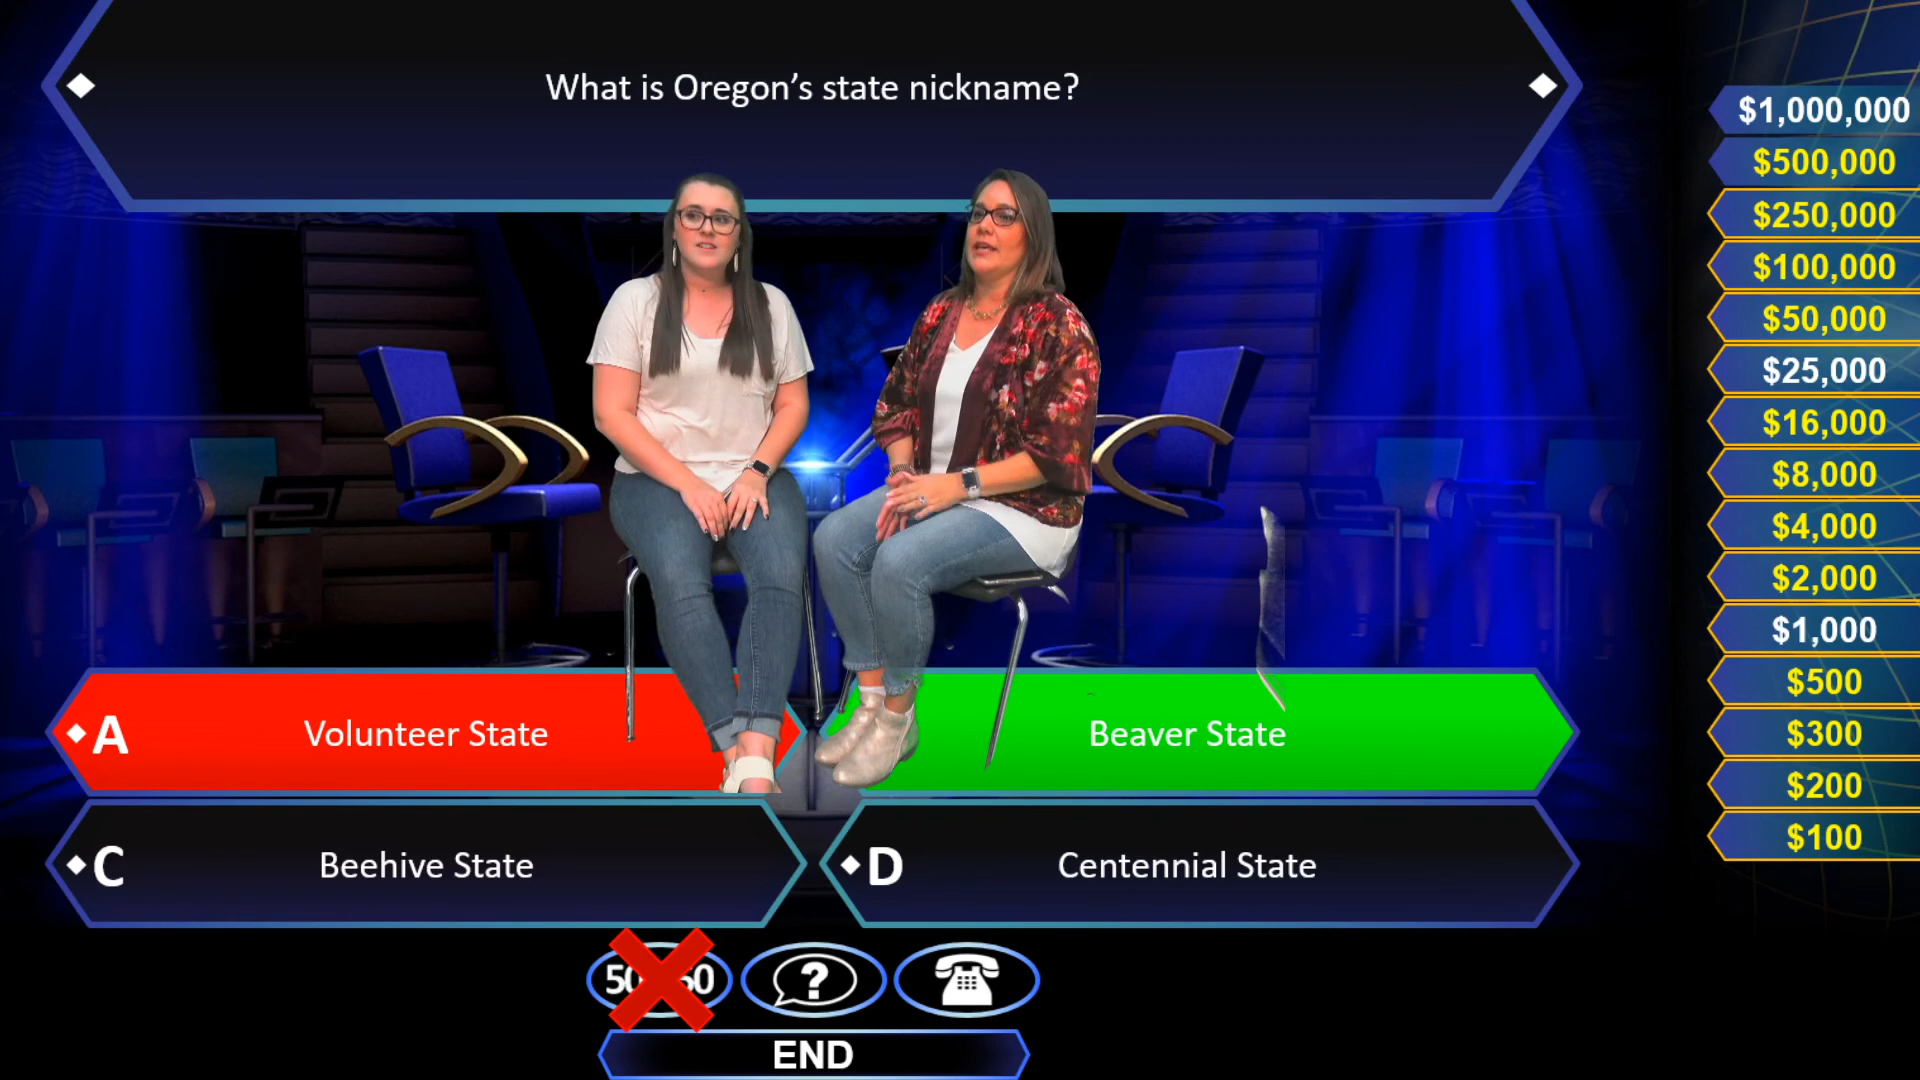 What is Oregon's state nickname?
$1,000,000
$500,000
$250,000
$100,000
$50,000
$25,000
$16,000
$8,000
$4,000
$2,000
$1,000
$500
$300
$200
$100
A Volunteer State
Beaver State
C Beehive State
D Centennial State
END